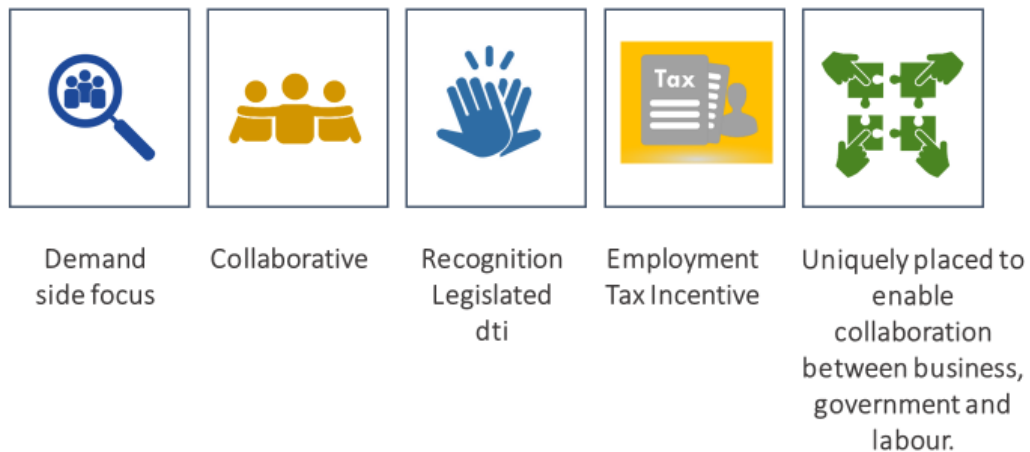 Tax
Demand
side focus
Collaborative
Recognition
Legislated
dti
Employment
Tax Incentive
Uniquely placed to
enable
collaboration
between business,
government and
labour.